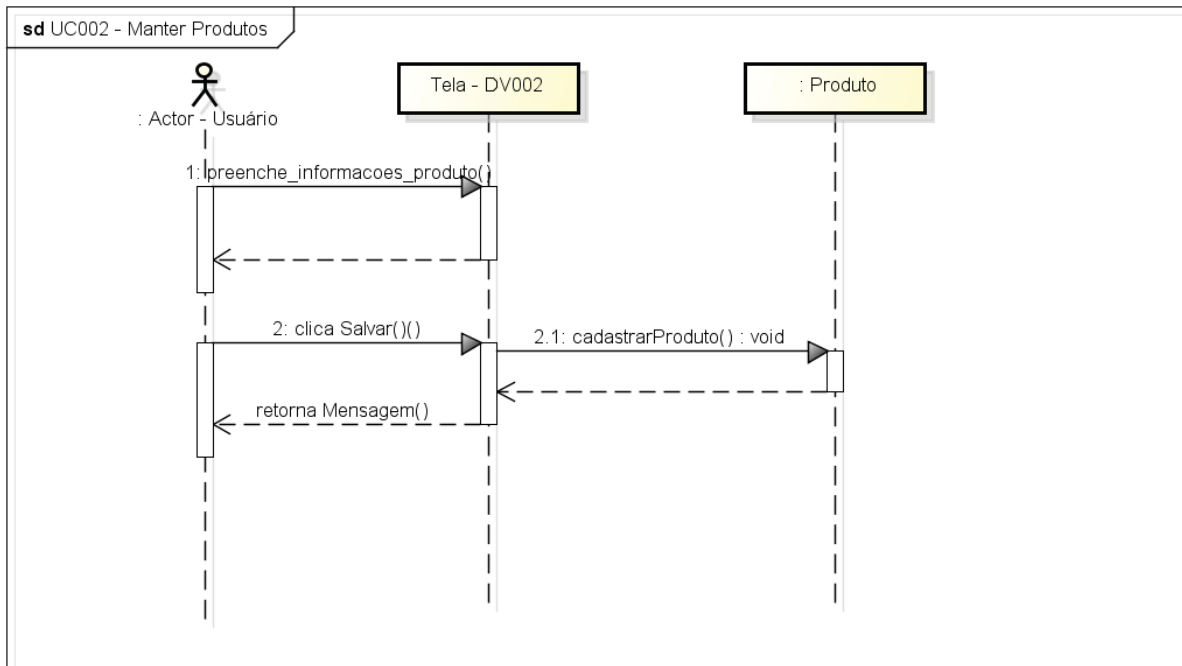 sd UC002 - Manter Produtos
Tela - DV002
: Produto
: Actor - Usuário
1: preenche_informacoes_produto()
2: clica Salvar()()
2.1: cadastrarProduto() : void
retorna Mensagem()